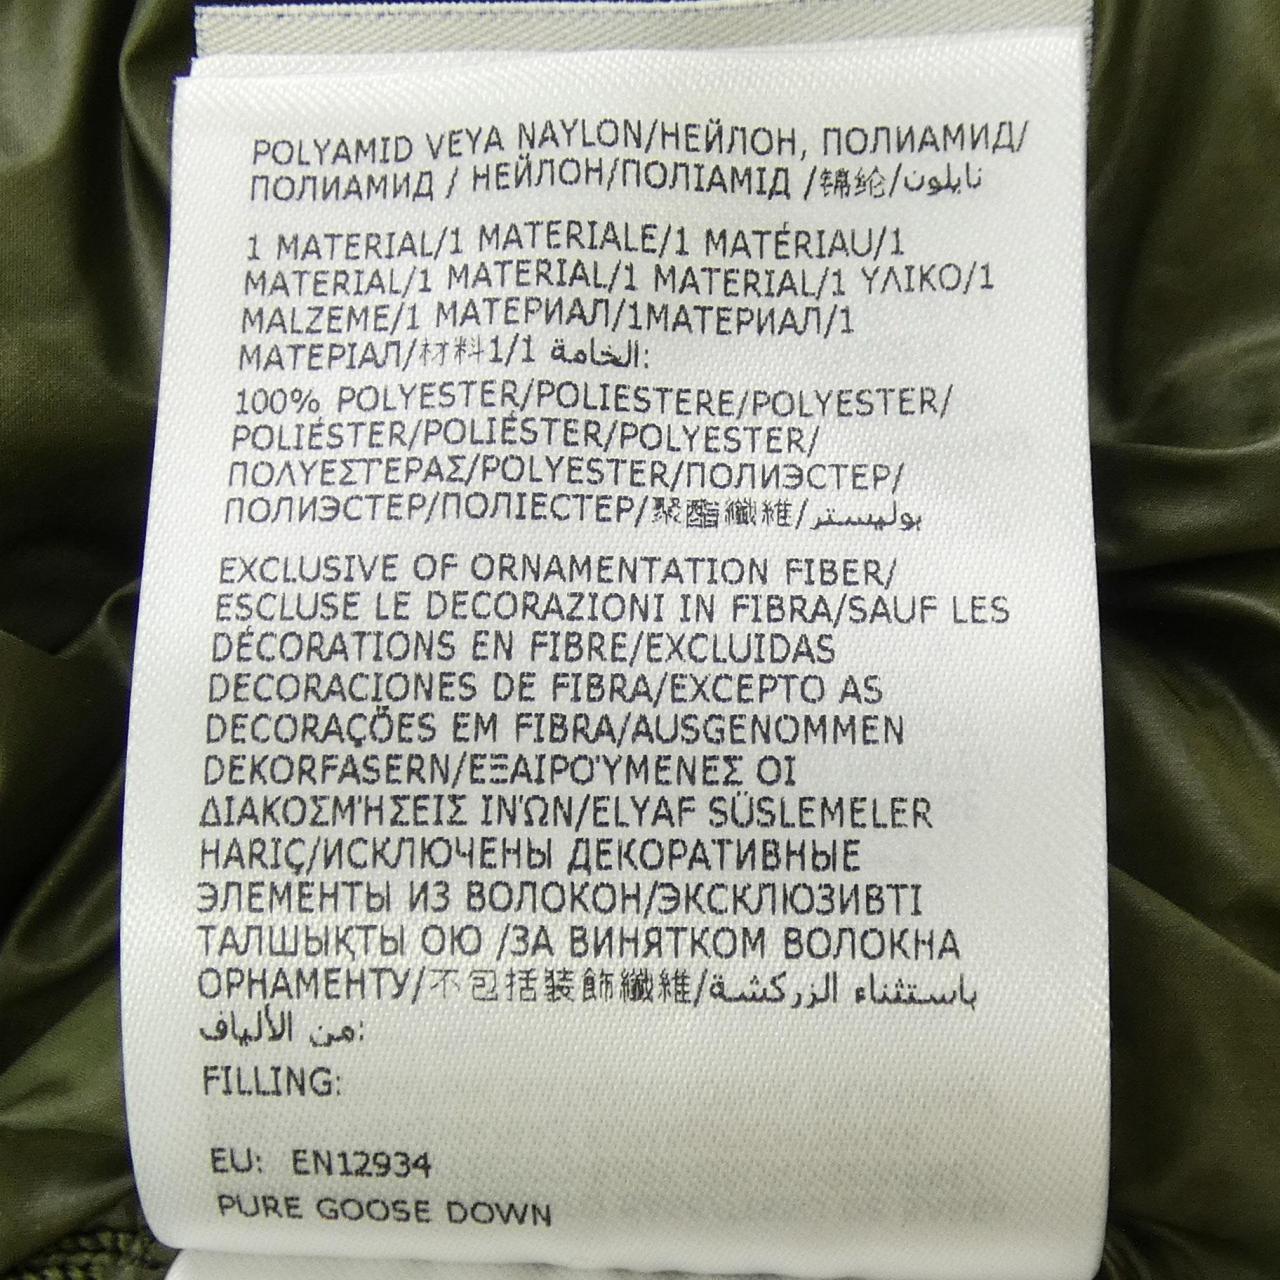 POLYAMID VEYA NAYLON/НЕЙЛОН, ПОЛИАМИД/
ПОЛИАМИД / НЕЙЛОН/ПОЛІАМІД /锦纶/نايلون
1 MATERIAL/1 MATERIALE/1 MATÉRIAU/1
MATERIAL/1 MATERIAL/1 MATERIAL/1 ΥΛΙΚΟ/1
MALZEME/1 МАТЕРИАЛ/1МАТЕРИАЛ/1
МАТЕРІАЛ/材料1/1 الخامة:
100% POLYESTER/POLIESTERE/POLYESTER/
POLIÉSTER/POLIÉSTER/POLYESTER/
ΠΟΛΥΕΣΤΕΡΑΣ/POLYESTER/ПОЛИЭСТЕР/
ПОЛИЭСТЕР/ПОЛІЕСТЕР/聚酯纖維/بوليستر
EXCLUSIVE OF ORNAMENTATION FIBER/
ESCLUSE LE DECORAZIONI IN FIBRA/SAUF LES
DÉCORATIONS EN FIBRE/EXCLUIDAS
DECORACIONES DE FIBRA/EXCEPTO AS
DECORAÇÕES EM FIBRA/AUSGENOMMEN
DEKORFASERN/ΕΞΑΙΡΟΎΜΕΝΕΣ ΟΙ
ΔΙΑΚΟΣΜΉΣΕΙΣ ΙΝΏΝ/ELYAF SÜSLEMELER
HARIÇ/ИСКЛЮЧЕНЫ ДЕКОРАТИВНЫЕ
ЭЛЕМЕНТЫ ИЗ ВОЛОКОН/ЭКСКЛЮЗИВТІ
ТАЛШЫҚТЫ ОЮ /ЗА ВИНЯТКОМ ВОЛОКНА
ОРНАМЕНТУ/不包括装飾纖維/باستثناء الزركشة
من الألياف:
FILLING:
EU: EN12934
PURE GOOSE DOWN